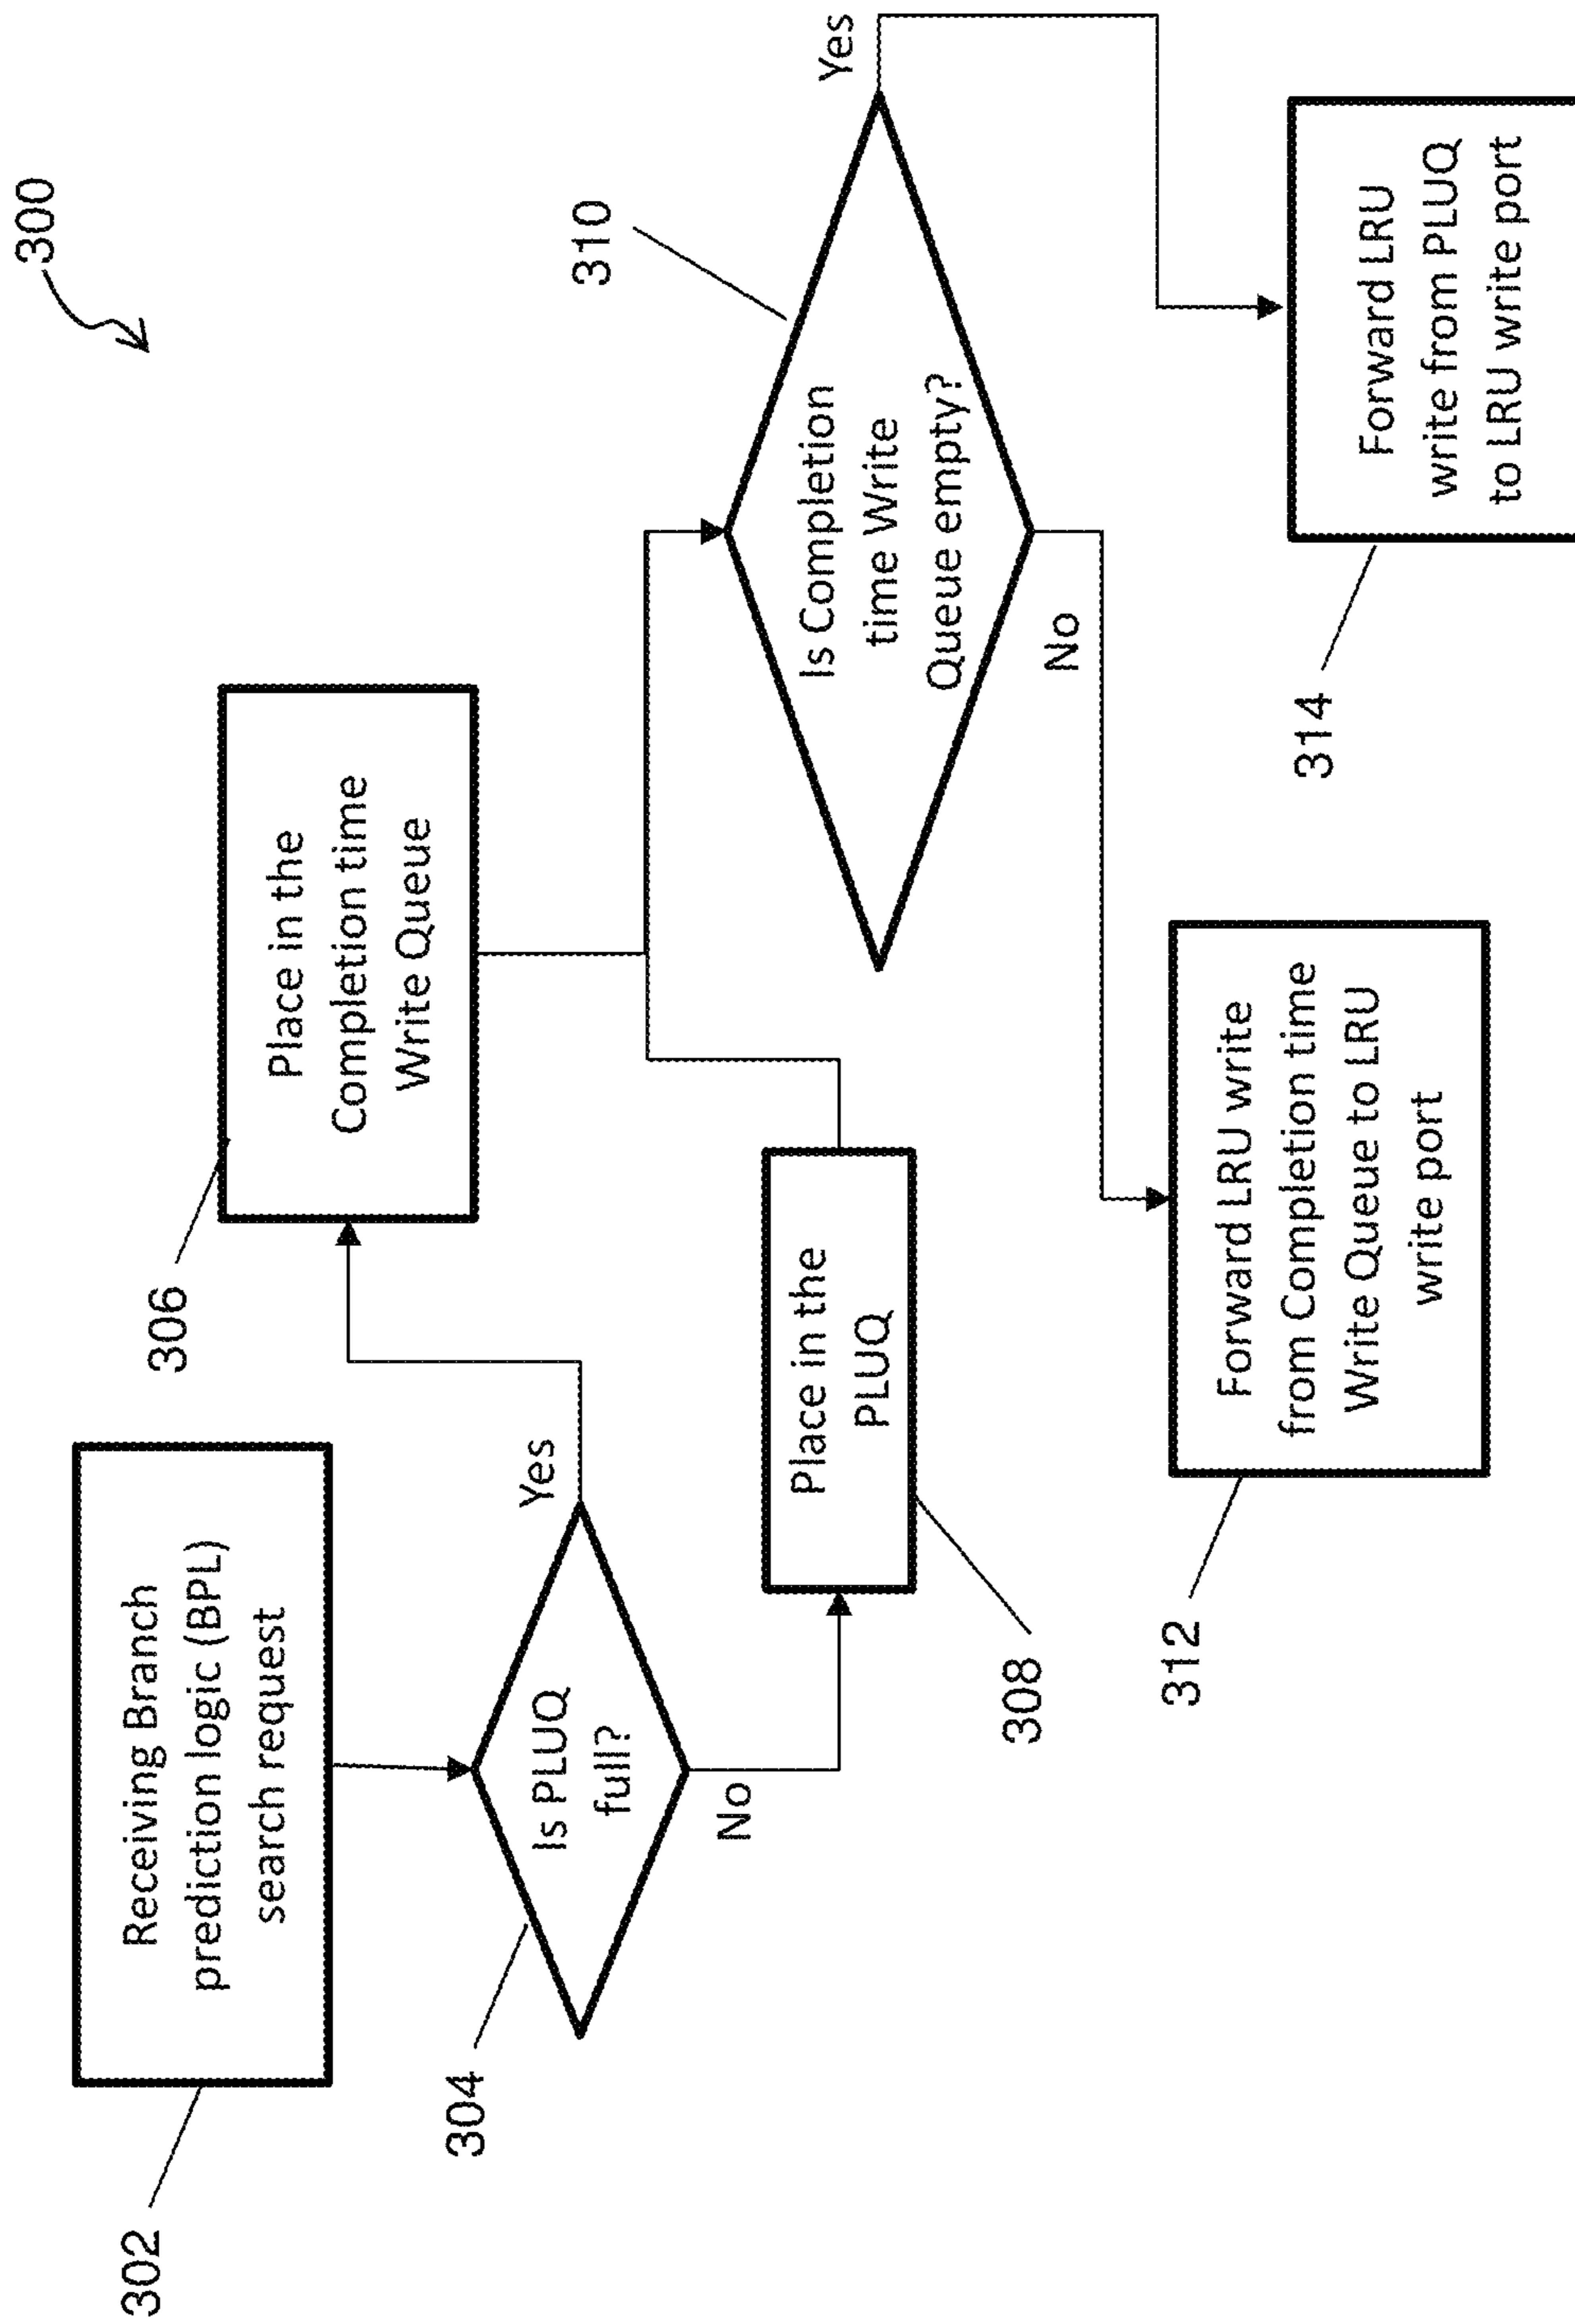 300
302
Receiving Branch
prediction logic (BPL)
search request
304
Is PLUQ
full?
Yes
No
306
Place in the
Completion time
Write Queue
308
Place in the
PLUQ
310
Is Completion
time Write
Queue empty?
Yes
No
312
Forward LRU write
from Completion time
Write Queue to LRU
write port
314
Forward LRU
write from PLUQ
to LRU write port